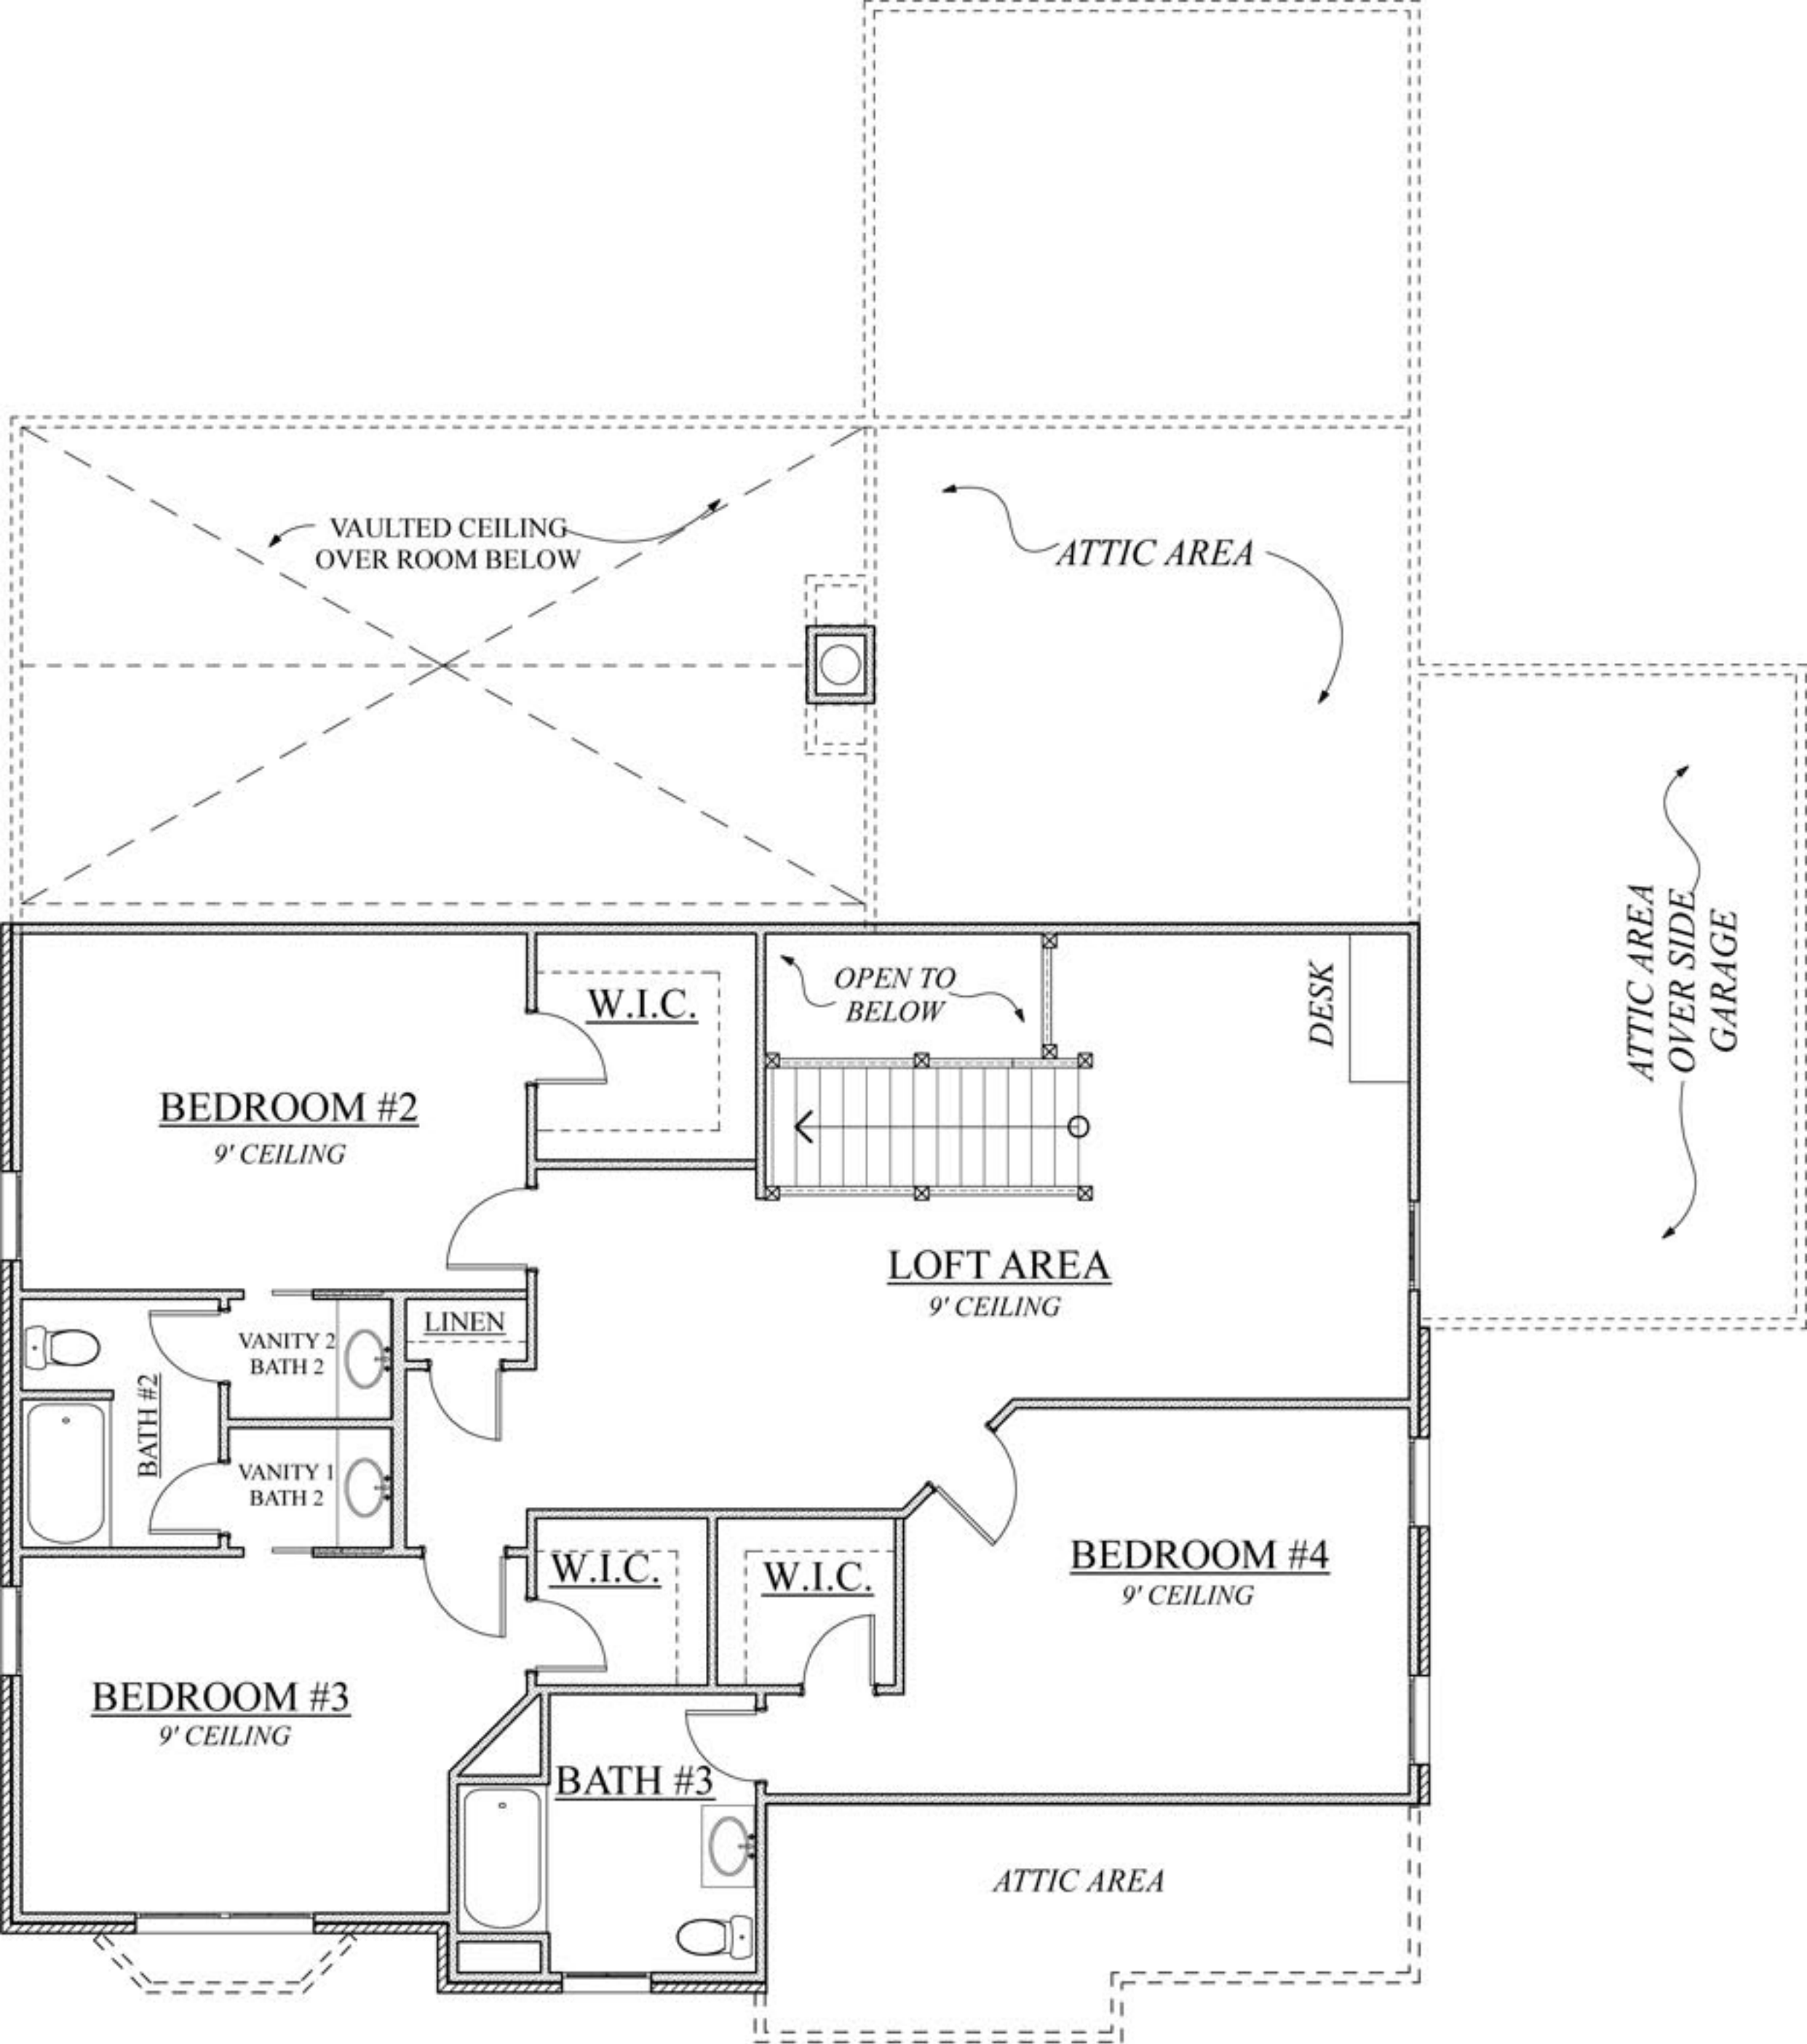 VAULTED CEILING
OVER ROOM BELOW
ATTIC AREA
ATTIC AREA
OVER SIDE
GARAGE
OPEN TO
BELOW
DESK
W.I.C.
BEDROOM #2
9' CEILING
LOFT AREA
9' CEILING
LINEN
VANITY 2
BATH 2
BATH #2
VANITY 1
BATH 2
W.I.C.
W.I.C.
BEDROOM #4
9' CEILING
BEDROOM #3
9' CEILING
BATH #3
ATTIC AREA